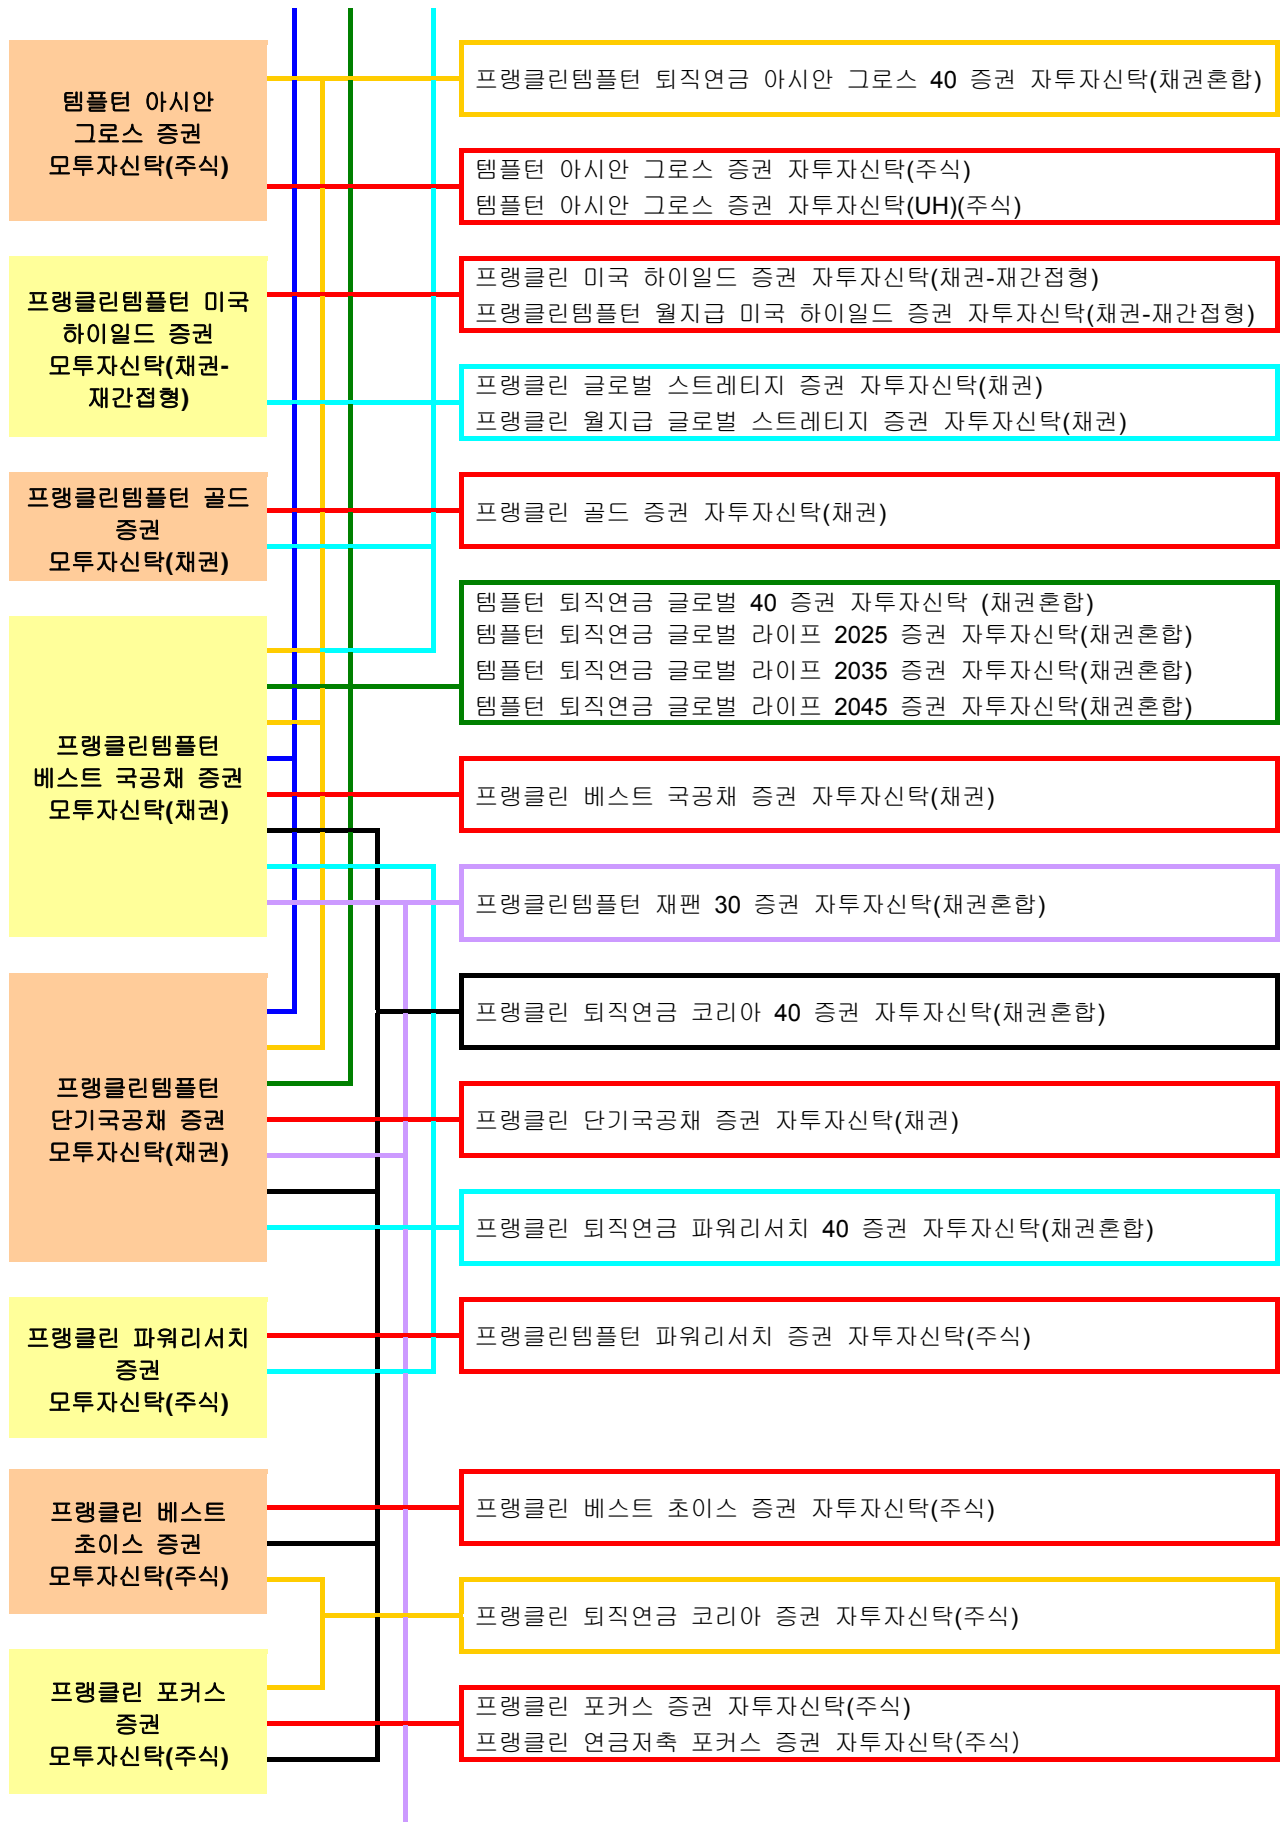 템플턴 아시안
그로스 증권
모투자신탁(주식)
프랭클린템플턴 퇴직연금 아시안 그로스 40 증권 자투자신탁(채권혼합)
템플턴 아시안 그로스 증권 자투자신탁(주식)
템플턴 아시안 그로스 증권 자투자신탁(UH)(주식)
프랭클린템플턴 미국
하이일드 증권
모투자신탁(채권-
재간접형)
프랭클린 미국 하이일드 증권 자투자신탁(채권-재간접형)
프랭클린템플턴 월지급 미국 하이일드 증권 자투자신탁(채권-재간접형)
프랭클린 글로벌 스트레티지 증권 자투자신탁(채권)
프랭클린 월지급 글로벌 스트레티지 증권 자투자신탁(채권)
프랭클린템플턴 골드
증권
모투자신탁(채권)
프랭클린 골드 증권 자투자신탁(채권)
템플턴 퇴직연금 글로벌 40 증권 자투자신탁 (채권혼합)
템플턴 퇴직연금 글로벌 라이프 2025 증권 자투자신탁(채권혼합)
템플턴 퇴직연금 글로벌 라이프 2035 증권 자투자신탁(채권혼합)
템플턴 퇴직연금 글로벌 라이프 2045 증권 자투자신탁(채권혼합)
프랭클린템플턴
베스트 국공채 증권
모투자신탁(채권)
프랭클린 베스트 국공채 증권 자투자신탁(채권)
프랭클린템플턴 재팬 30 증권 자투자신탁(채권혼합)
프랭클린 퇴직연금 코리아 40 증권 자투자신탁(채권혼합)
프랭클린템플턴
단기국공채 증권
모투자신탁(채권)
프랭클린 단기국공채 증권 자투자신탁(채권)
프랭클린 퇴직연금 파워리서치 40 증권 자투자신탁(채권혼합)
프랭클린 파워리서치
증권
모투자신탁(주식)
프랭클린템플턴 파워리서치 증권 자투자신탁(주식)
프랭클린 베스트
초이스 증권
모투자신탁(주식)
프랭클린 베스트 초이스 증권 자투자신탁(주식)
프랭클린 퇴직연금 코리아 증권 자투자신탁(주식)
프랭클린 포커스
증권
모투자신탁(주식)
프랭클린 포커스 증권 자투자신탁(주식)
프랭클린 연금저축 포커스 증권 자투자신탁(주식)